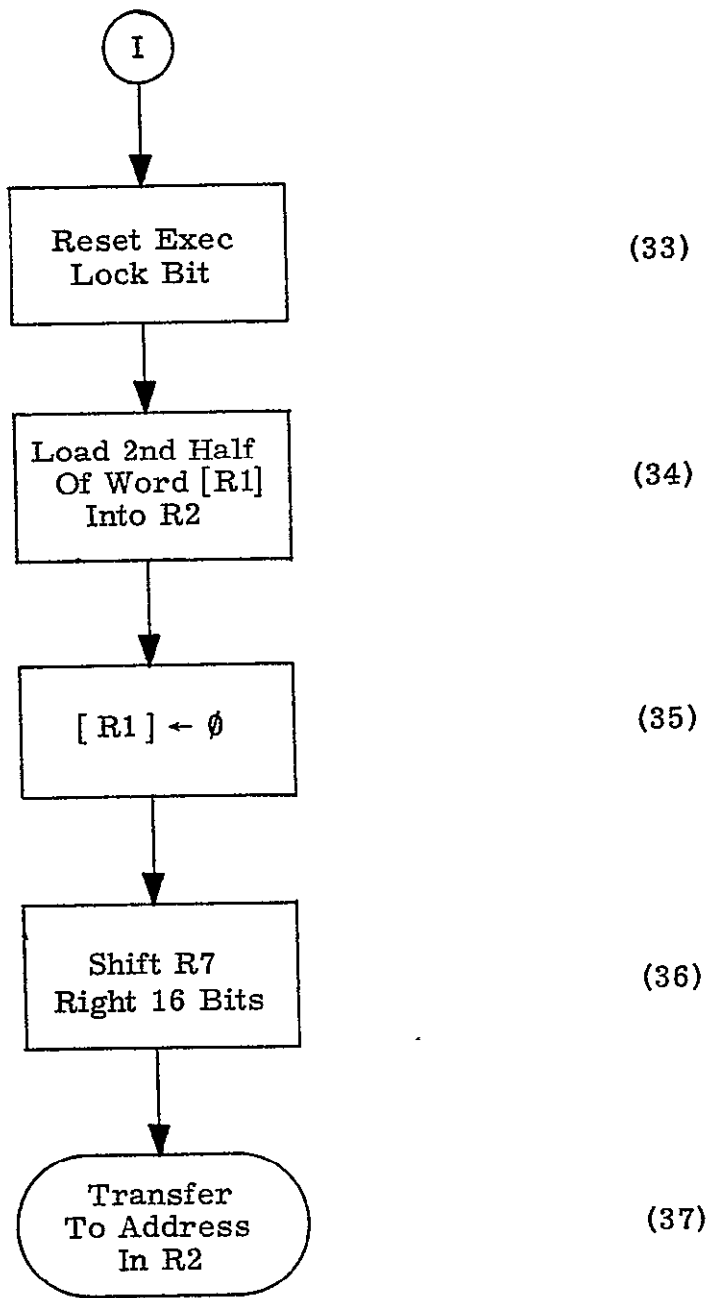 I
Reset Exec
Lock Bit
(33)
Load 2nd Half
Of Word [R1]
Into R2
(34)
[R1] ← ∅
(35)
Shift R7
Right 16 Bits
(36)
Transfer
To Address
In R2
(37)